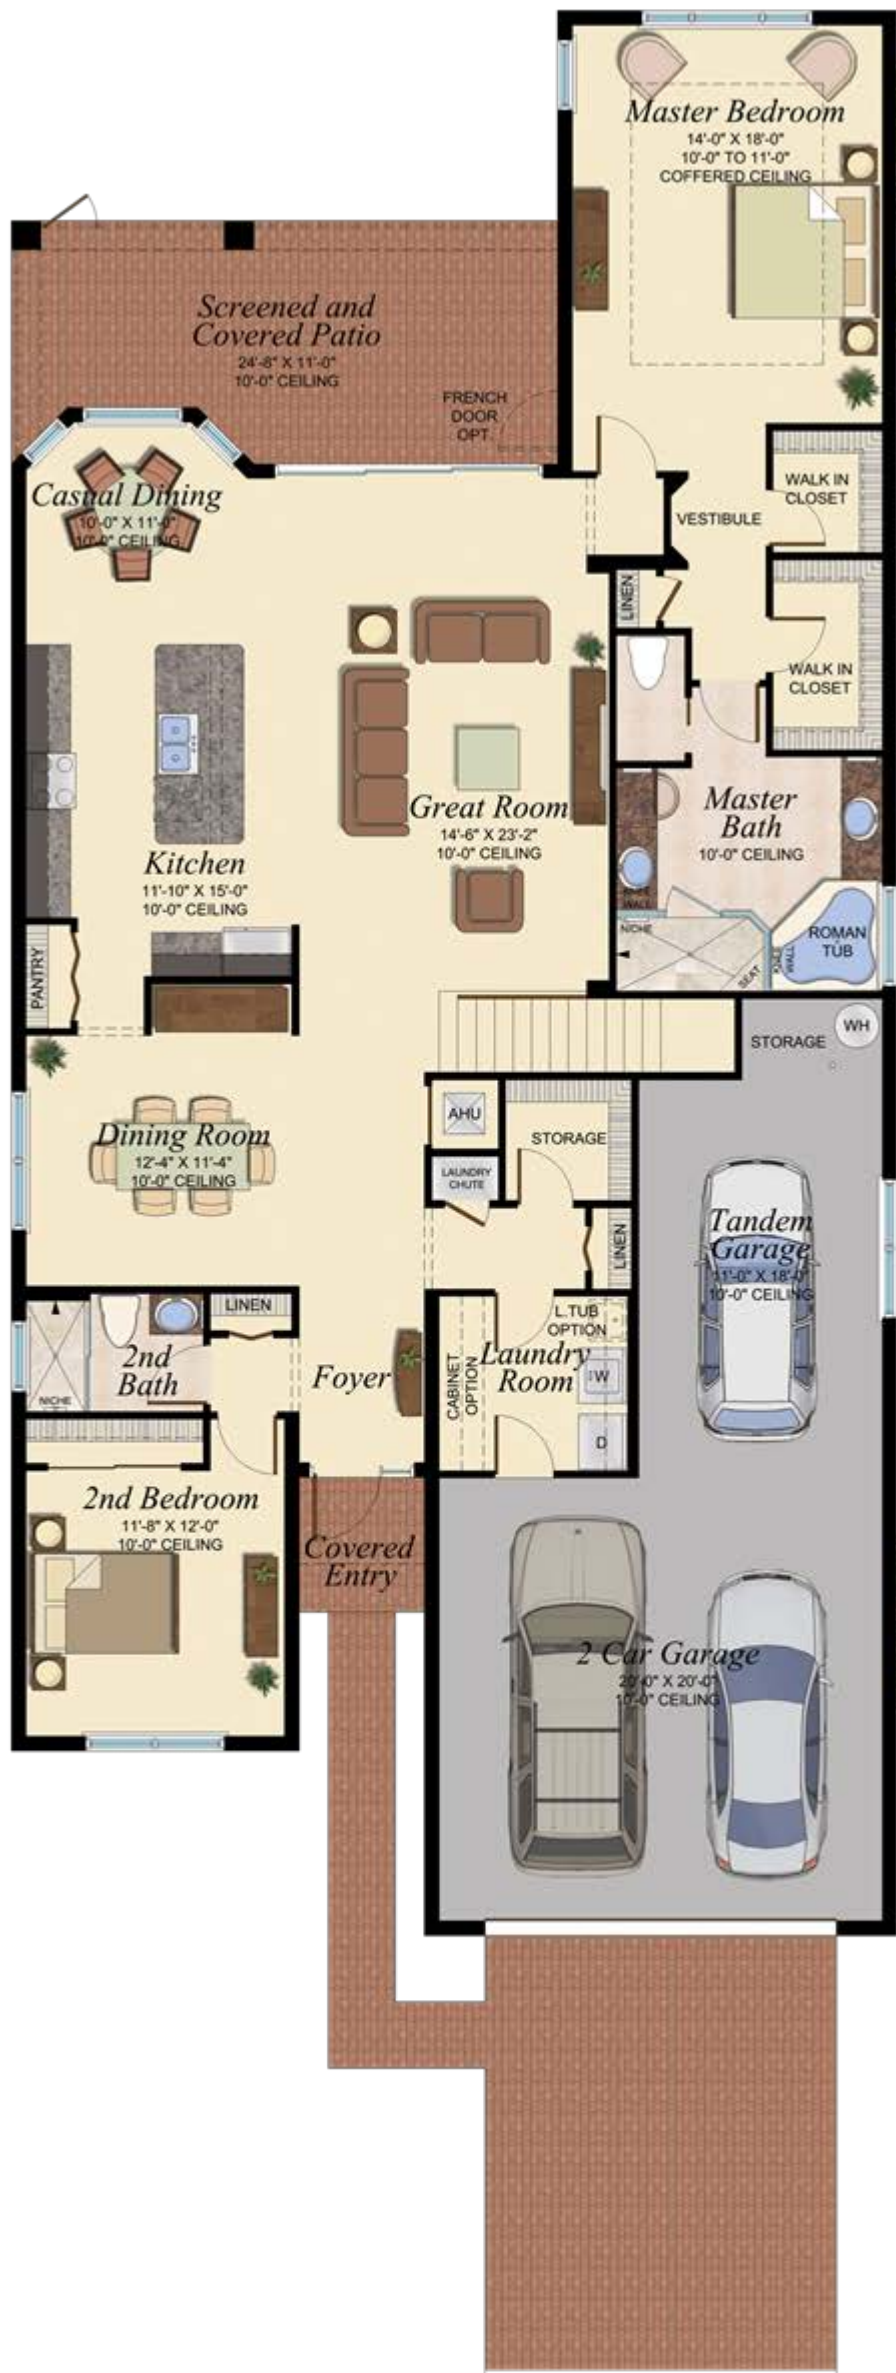 Master Bedroom
14'-0" X 18'-0"
10'-0" TO 11'-0"
COFFERED CEILING
Screened and
Covered Patio
24'-8" X 11'-0"
10'-0" CEILING
FRENCH
DOOR
OPT.
Casual Dining
10'-0" X 11'-0"
10'-0" CEILING
WALK IN
CLOSET
VESTIBULE
LINEN
WALK IN
CLOSET
Great Room
14'-6" X 23'-2"
10'-0" CEILING
Master
Bath
10'-0" CEILING
Kitchen
11'-10" X 15'-0"
10'-0" CEILING
KNEE
WALL
NICHE
SEAT
KNEE
WALL
ROMAN
TUB
PANTRY
STORAGE
WH
AHU
STORAGE
LAUNDRY
CHUTE
LINEN
Dining Room
12'-4" X 11'-4"
10'-0" CEILING
Tandem
Garage
11'-0" X 18'-0"
10'-0" CEILING
LINEN
2nd
Bath
NICHE
Foyer
L.TUB
OPTION
CABINET
OPTION
Laundry
Room
W
D
2nd Bedroom
11'-8" X 12'-0"
10'-0" CEILING
Covered
Entry
2 Car Garage
20'-0" X 20'-0"
10'-0" CEILING